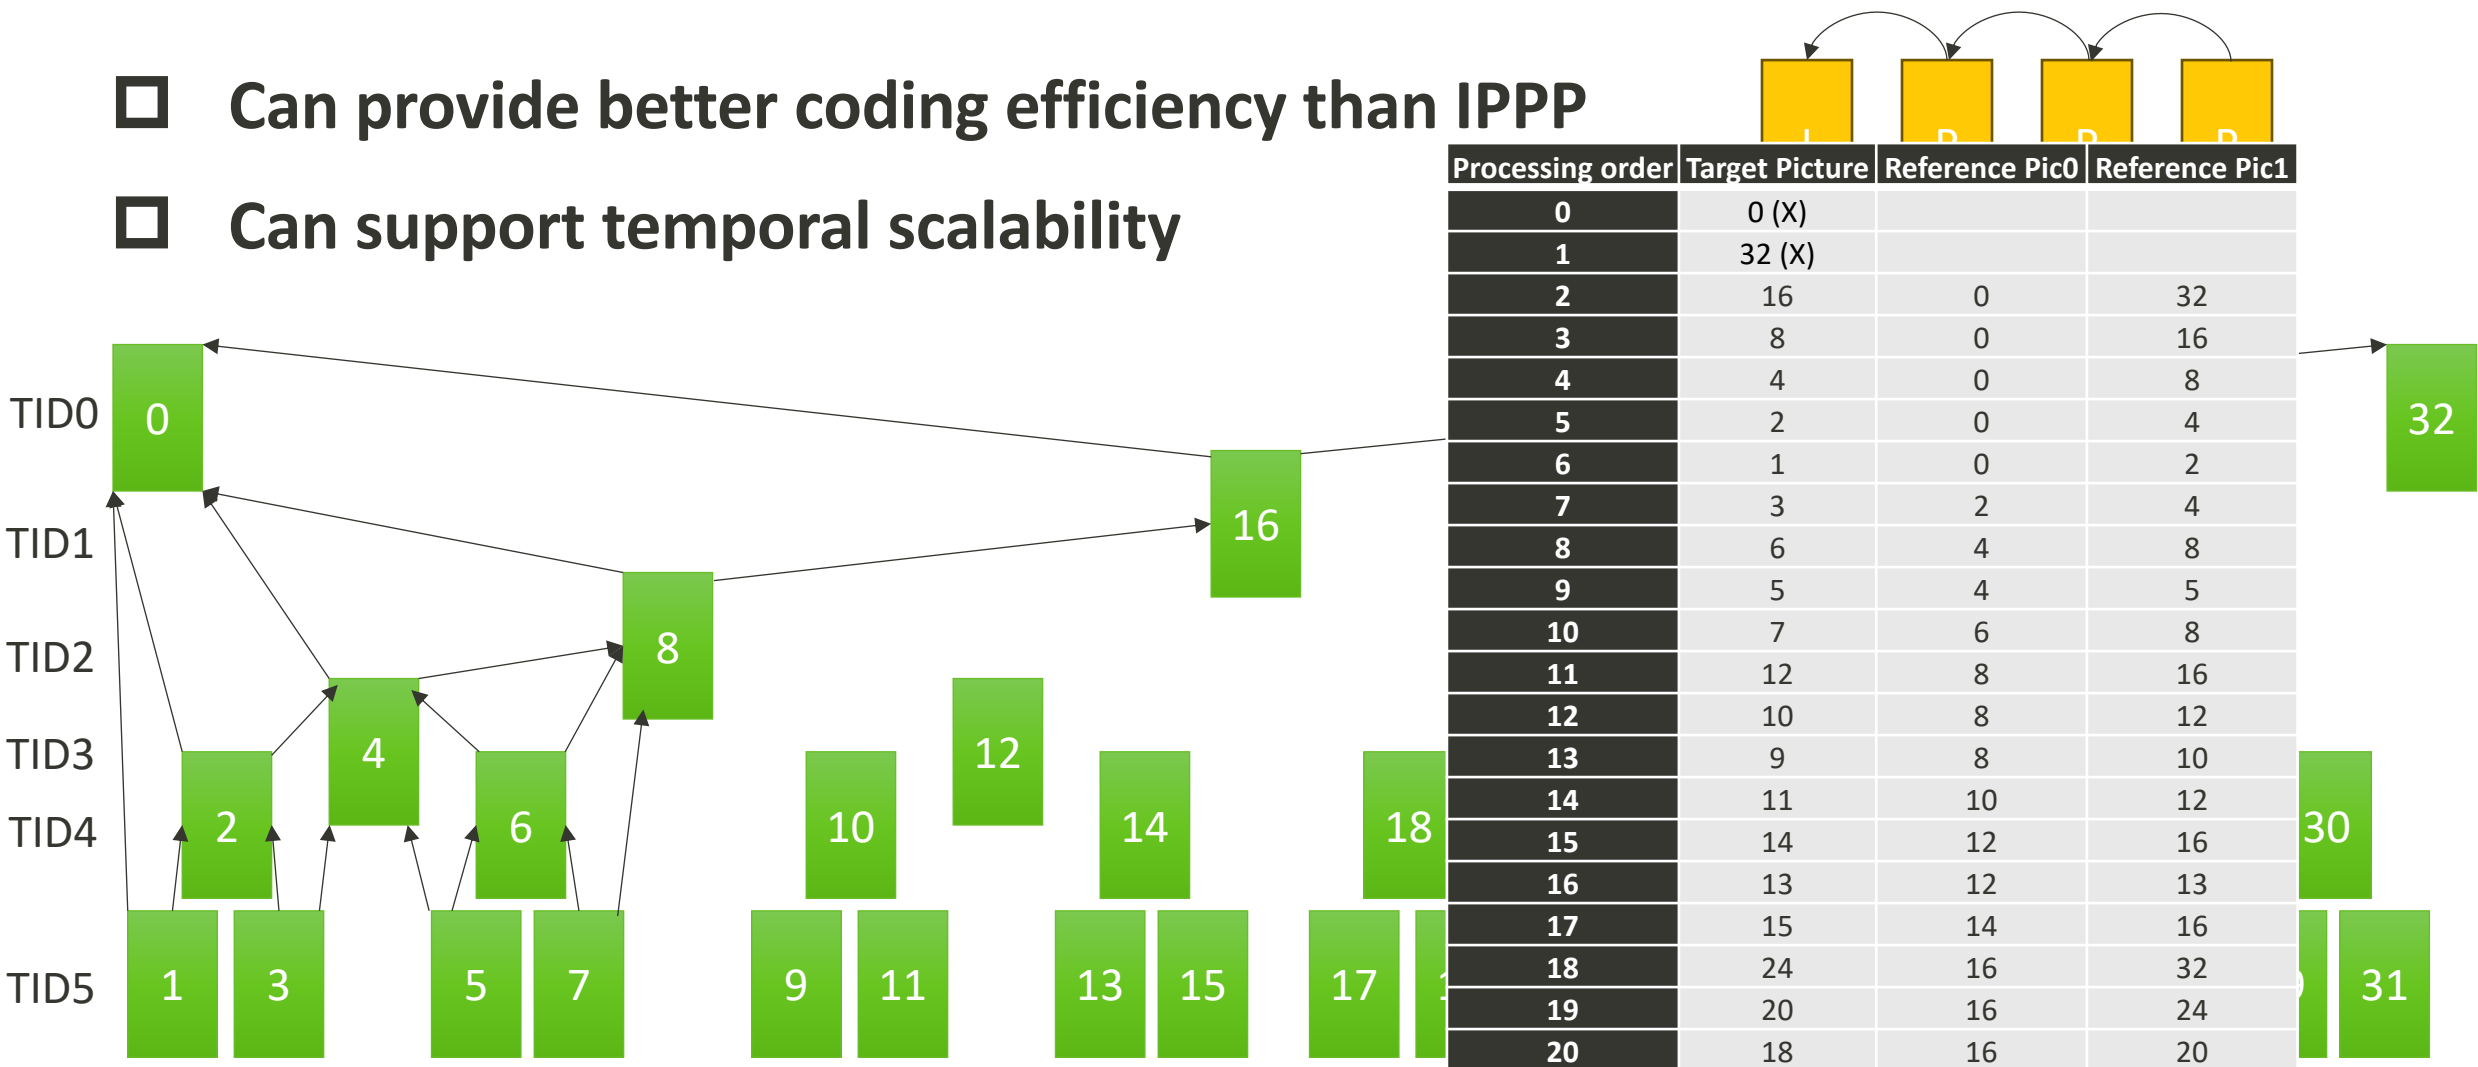 Can provide better coding efficiency than IPPP
Can support temporal scalability
Processing order Target Picture Reference Pic0 Reference Pic1
0 0 (X)
1 32 (X)
2 16 0 32
3 8 0 16
4 4 0 8
5 2 0 4
6 1 0 2
7 3 2 4
8 6 4 8
9 5 4 5
10 7 6 8
11 12 8 16
12 10 8 12
13 9 8 10
14 11 10 12
15 14 12 16
16 13 12 13
17 15 14 16
18 24 16 32
19 20 16 24
20 18 16 20
TID0 0 32
TID1 16
TID2 8
TID3 4 12
TID4 2 6 10 14 18 30
TID5 1 3 5 7 9 11 13 15 17 31